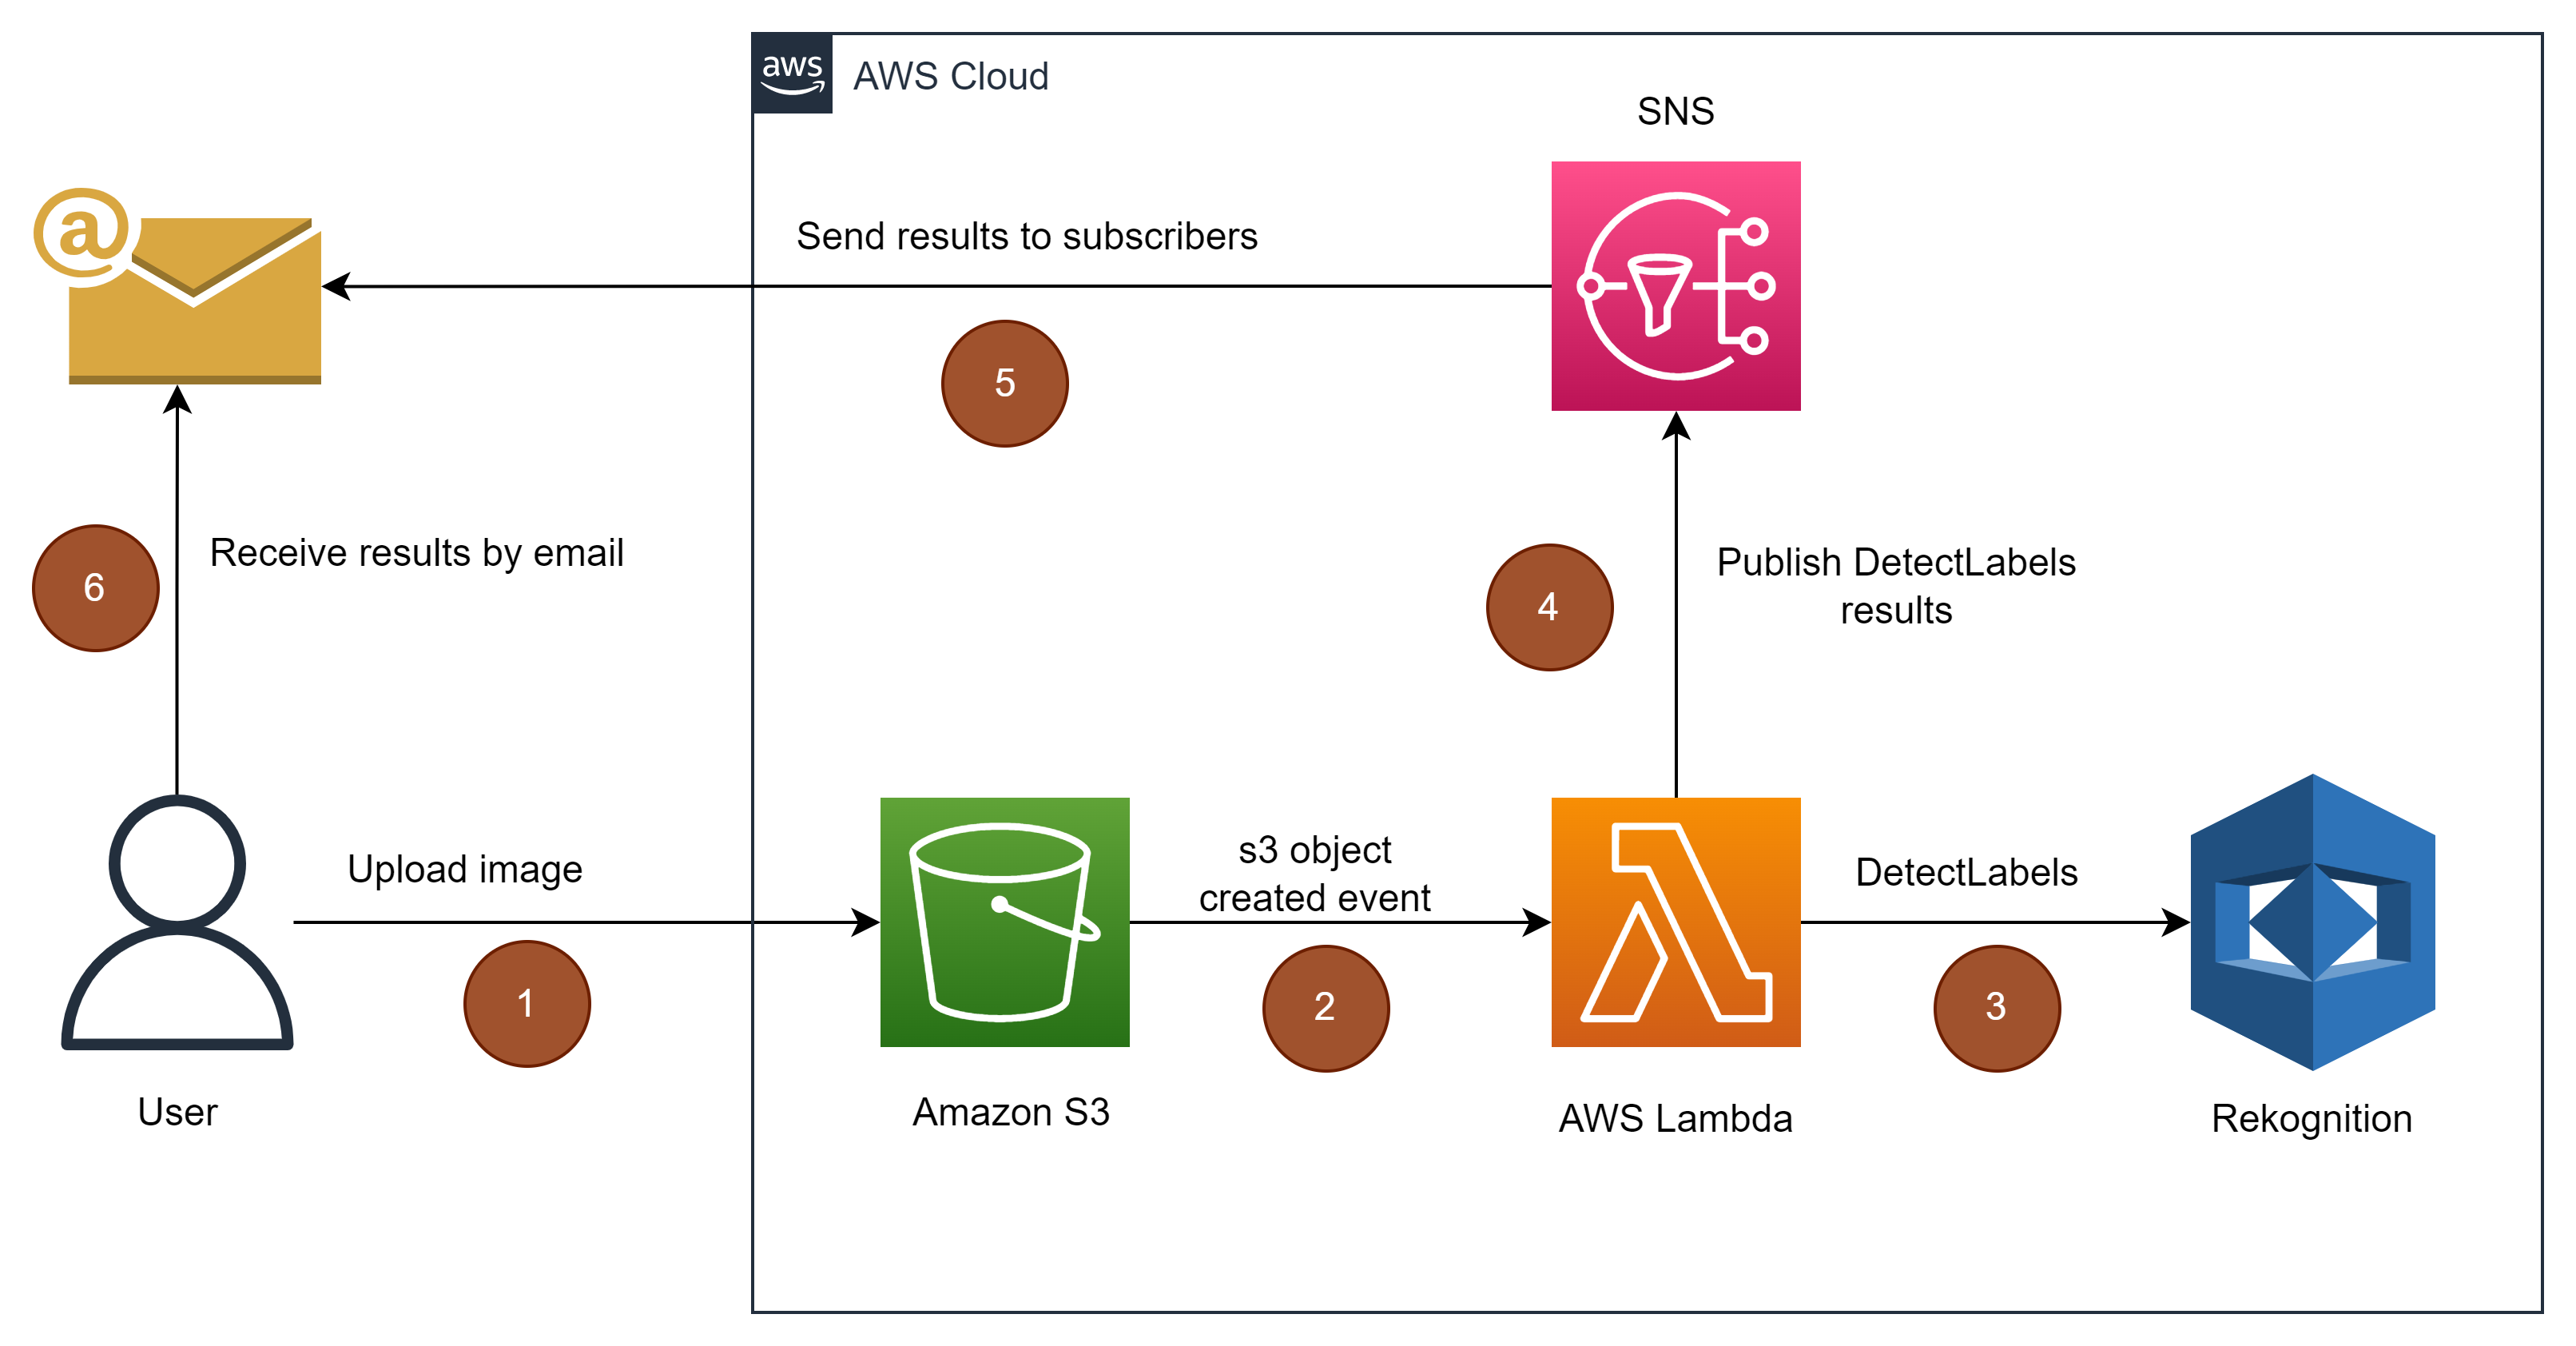 aws
AWS Cloud
SNS
Send results to subscribers
5
Receive results by email
6
4
Publish DetectLabels
results
Upload image
1
s3 object
created event
2
DetectLabels
3
User
Amazon S3
AWS Lambda
Rekognition